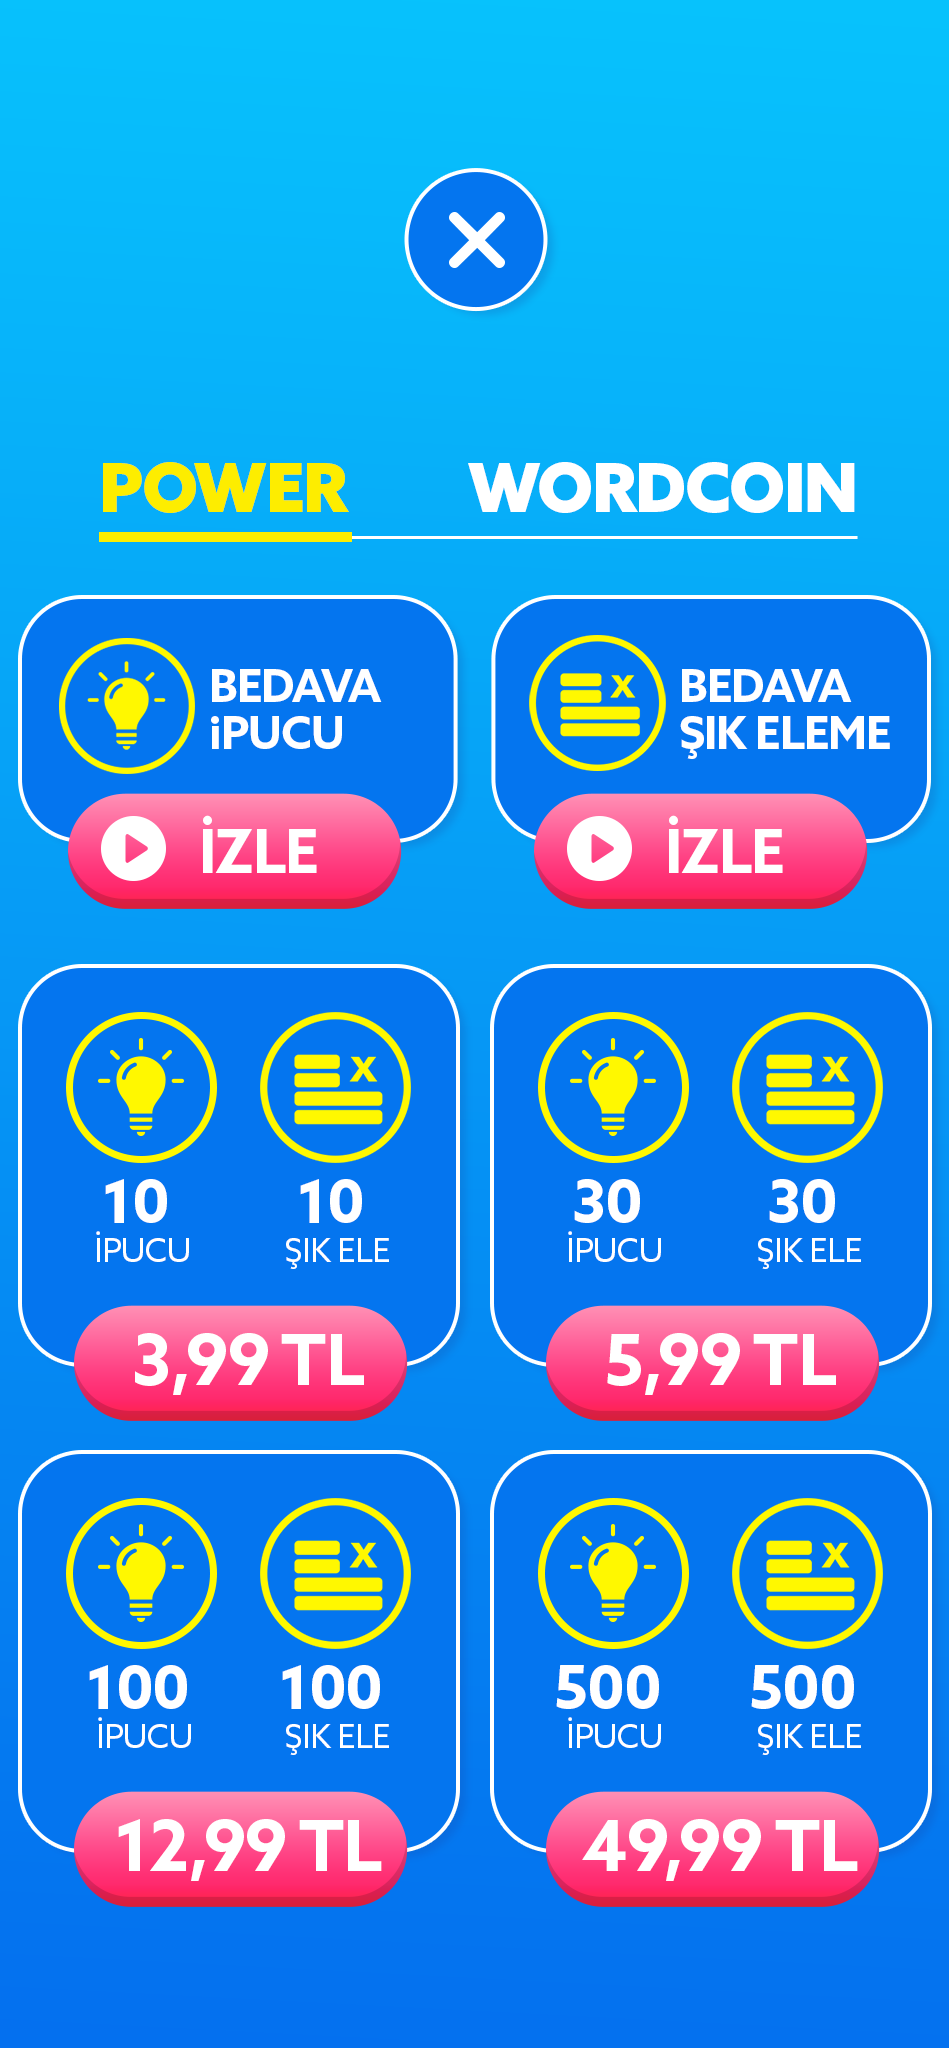 POWER WORDCOIN
BEDAVA
iPUCU
BEDAVA
ŞIK ELEME
İZLE
İZLE
10 10
İPUCU ŞIK ELE
3,99 TL
30 30
İPUCU ŞIK ELE
5,99 TL
100 100
İPUCU ŞIK ELE
12,99 TL
500 500
İPUCU ŞIK ELE
49,99 TL